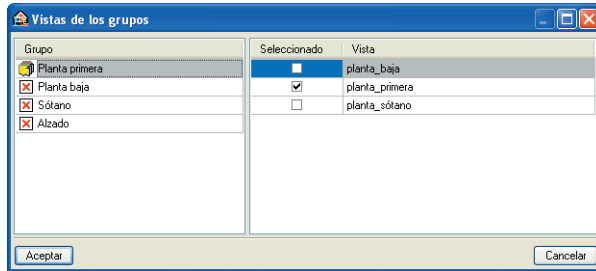 Vistas de los grupos
Grupo
Seleccionado Vista
Planta primera
planta_baja
Planta baja
planta_primera
Sótano
planta_sótano
Alzado
Aceptar
Cancelar